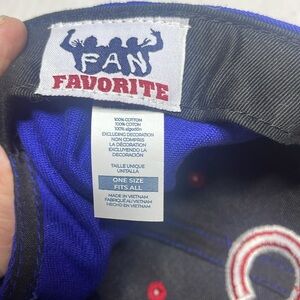 FAN
FAVORITE
100% COTTON
100% COTON
100% algodón
EXCLUDING DECORATION
NON COMPRIS
LA DÉCORATION
EXCLUYENDO LA
DECORACIÓN
TAILLE UNIQUE
UNITALLA
ONE SIZE
FITS ALL
MADE IN VIETNAM
FABRIQUÉ AU VIETNAM
HECHO EN VIETNAM
C